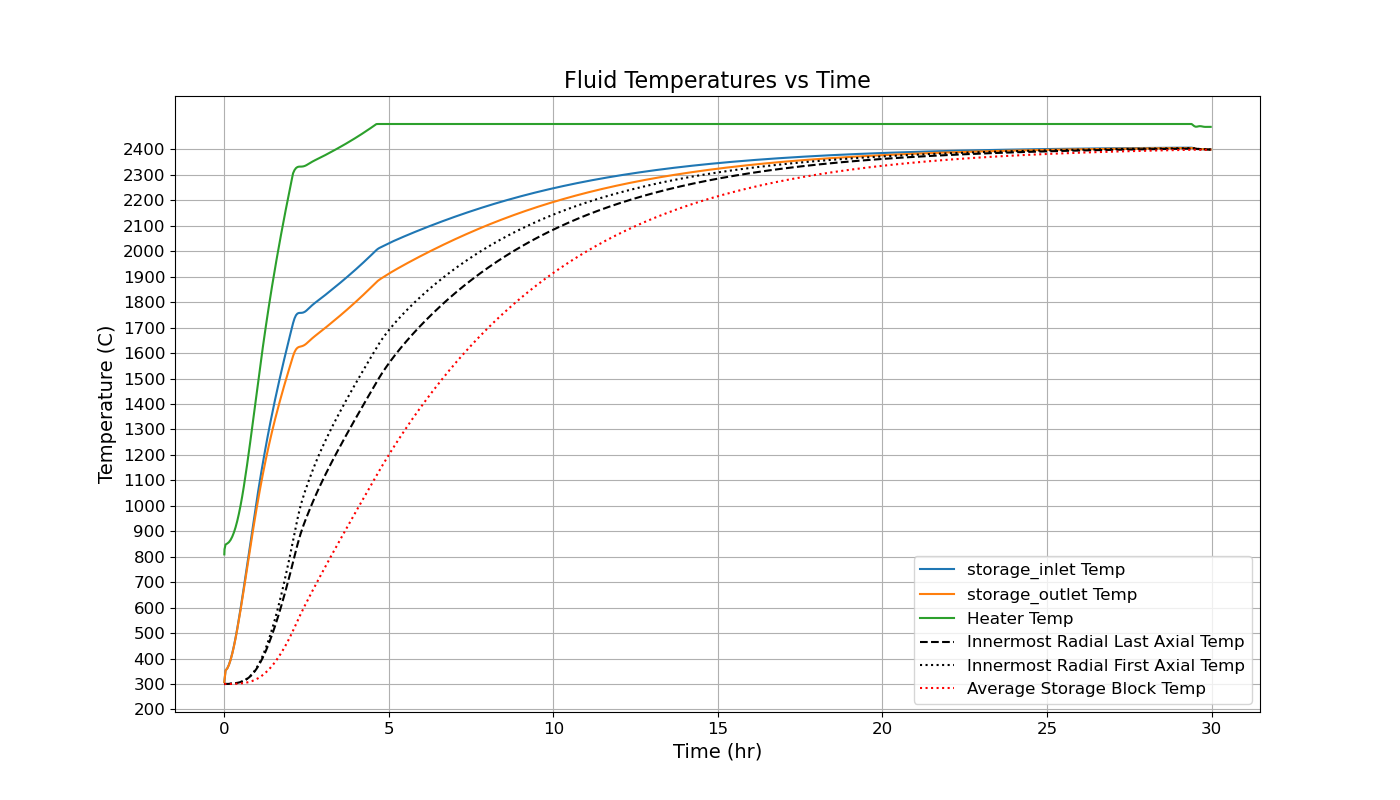 Fluid Temperatures vs Time
Temperature (C)
2400
2300
2200
2100
2000
1900
1800
1700
1600
1500
1400
1300
1200
1100
1000
900
800
700
600
500
400
300
200
storage_inlet Temp
storage_outlet Temp
Heater Temp
Innermost Radial Last Axial Temp
Innermost Radial First Axial Temp
Average Storage Block Temp
0 5 10 15 20 25 30
Time (hr)